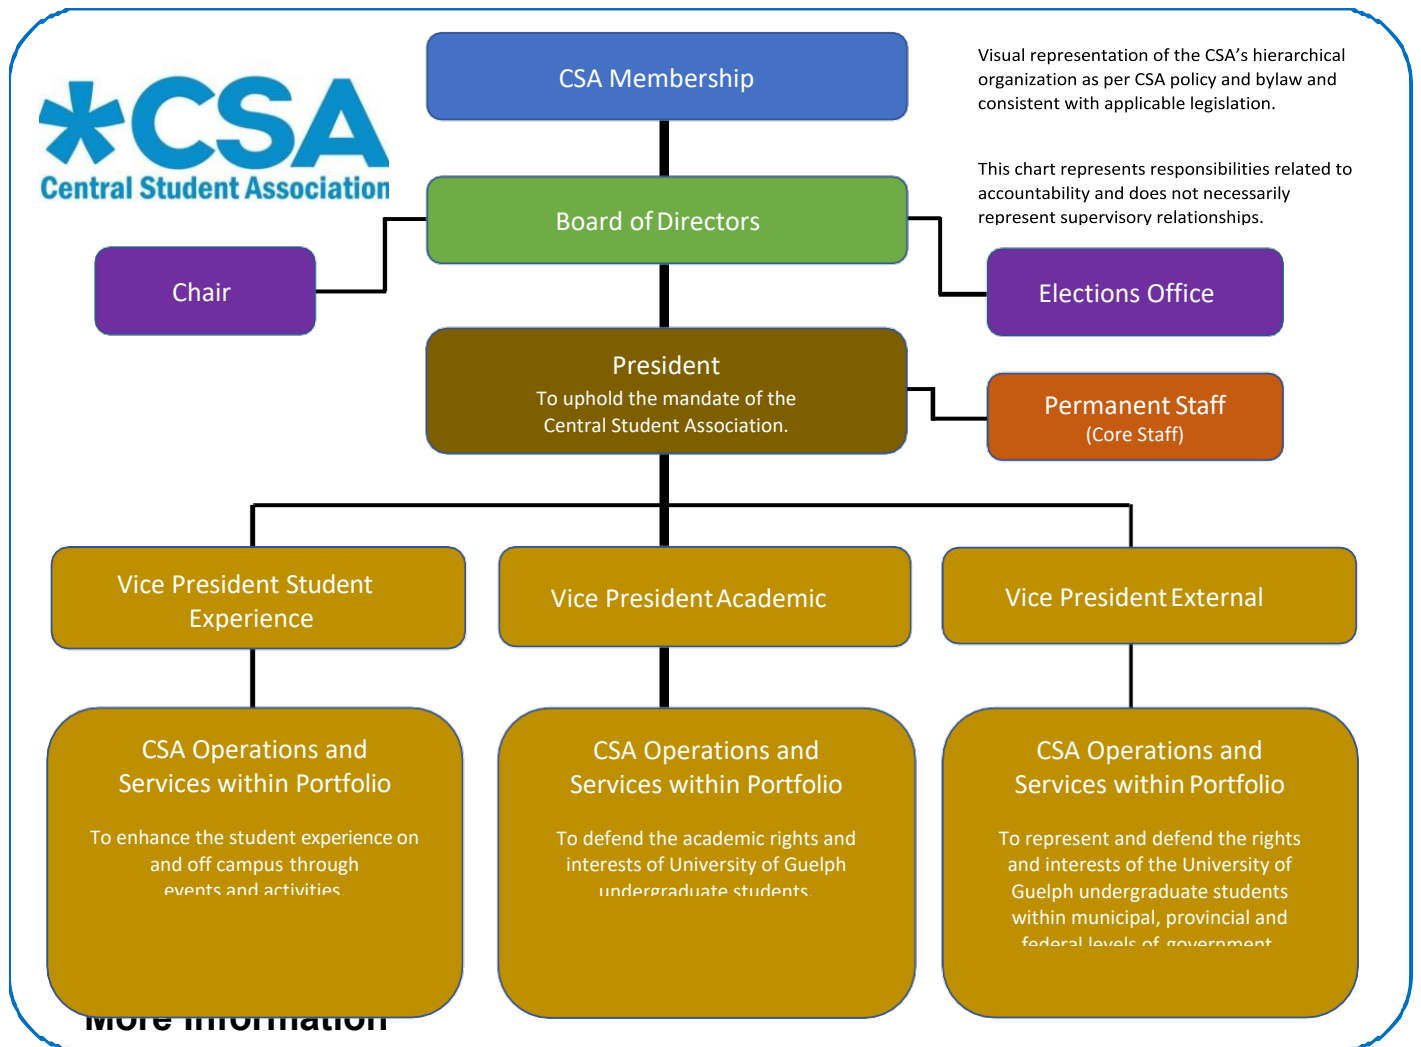 CSA Membership
Visual representation of the CSA's hierarchical
organization as per CSA policy and bylaw and
consistent with applicable legislation.
*CSA
Central Student Association
This chart represents responsibilities related to
accountability and does not necessarily
represent supervisory relationships.
Board of Directors
Chair
Elections Office
President
To uphold the mandate of the
Central Student Association.
Permanent Staff
(Core Staff)
Vice President Student
Experience
Vice President Academic
Vice President External
CSA Operations and
Services within Portfolio
To enhance the student experience on
and off campus through
events and activities.
CSA Operations and
Services within Portfolio
To defend the academic rights and
interests of University of Guelph
undergraduate students.
CSA Operations and
Services within Portfolio
To represent and defend the rights
and interests of the University of
Guelph undergraduate students
within municipal, provincial and
federal levels of government
More Information